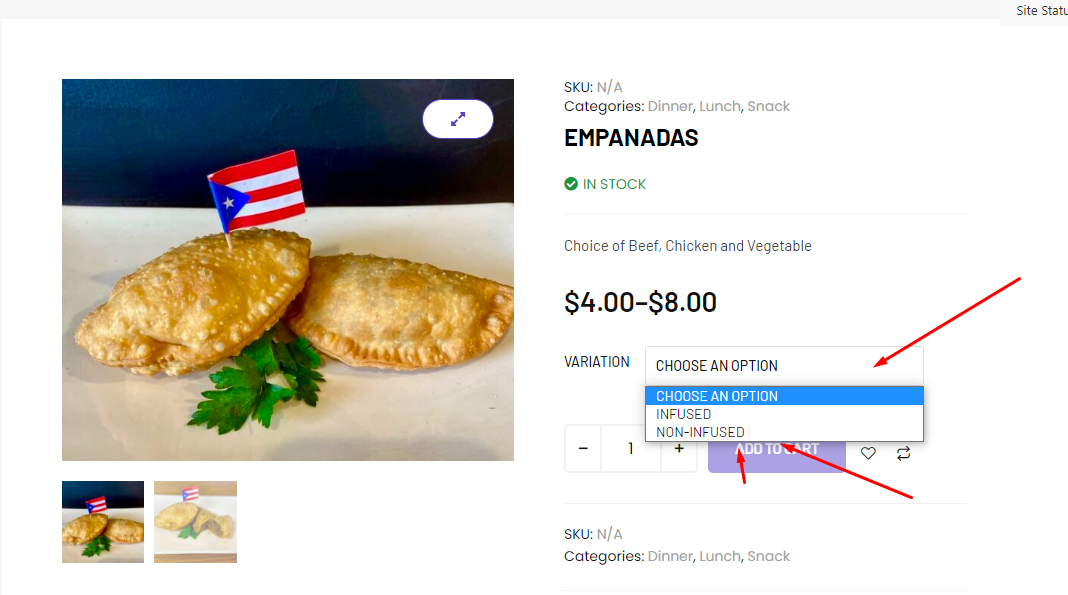 Site Statu
SKU: N/A
Categories: Dinner, Lunch, Snack
EMPANADAS
IN STOCK
Choice of Beef, Chicken and Vegetable
$4.00–$8.00
VARIATION CHOOSE AN OPTION
CHOOSE AN OPTION
INFUSED
NON-INFUSED
− 1 + ADD TO CART
SKU: N/A
Categories: Dinner, Lunch, Snack